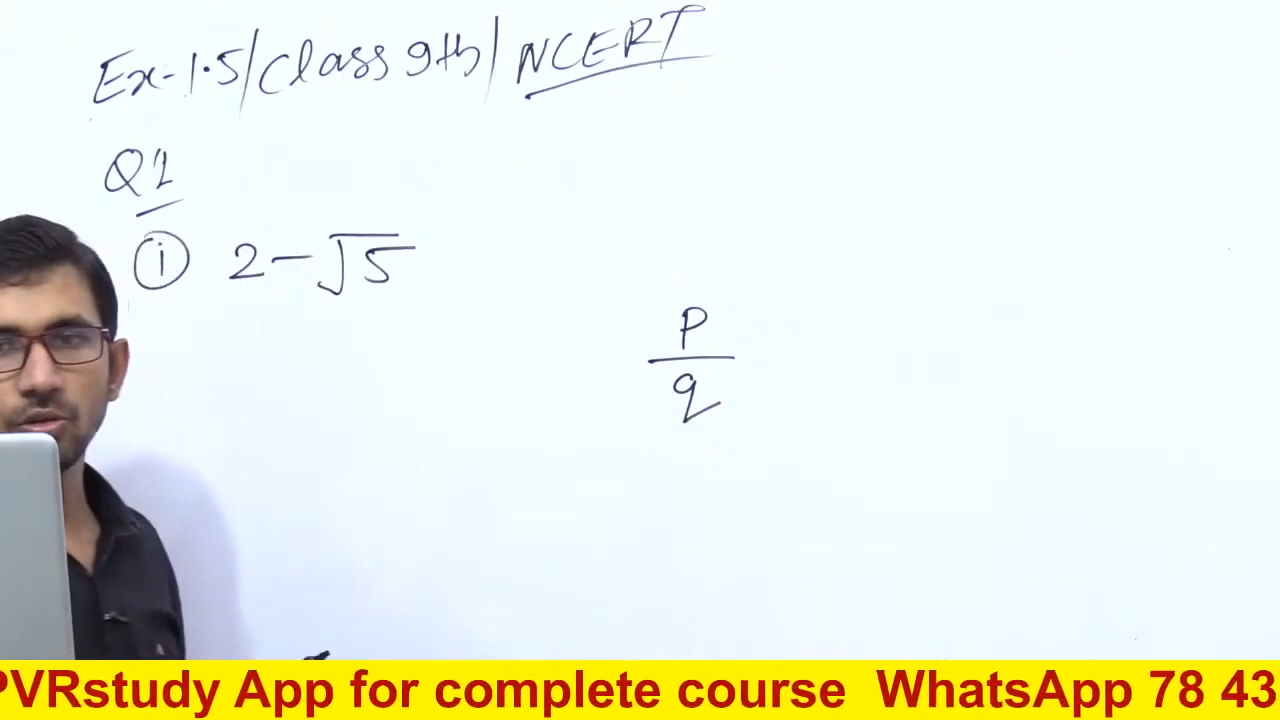 Ex-1.5/Class 9th/NCERT
Q1
i 2-√5
P
q
PVRstudy App for complete course WhatsApp 78 43